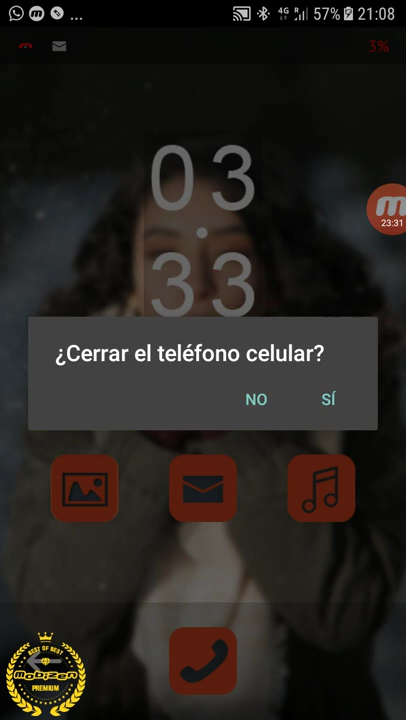 ... 4G R 57% 21:08
3%
03
33
23:31
¿Cerrar el teléfono celular?
NO SÍ
BEST OF BEST
mobizen
PREMIUM